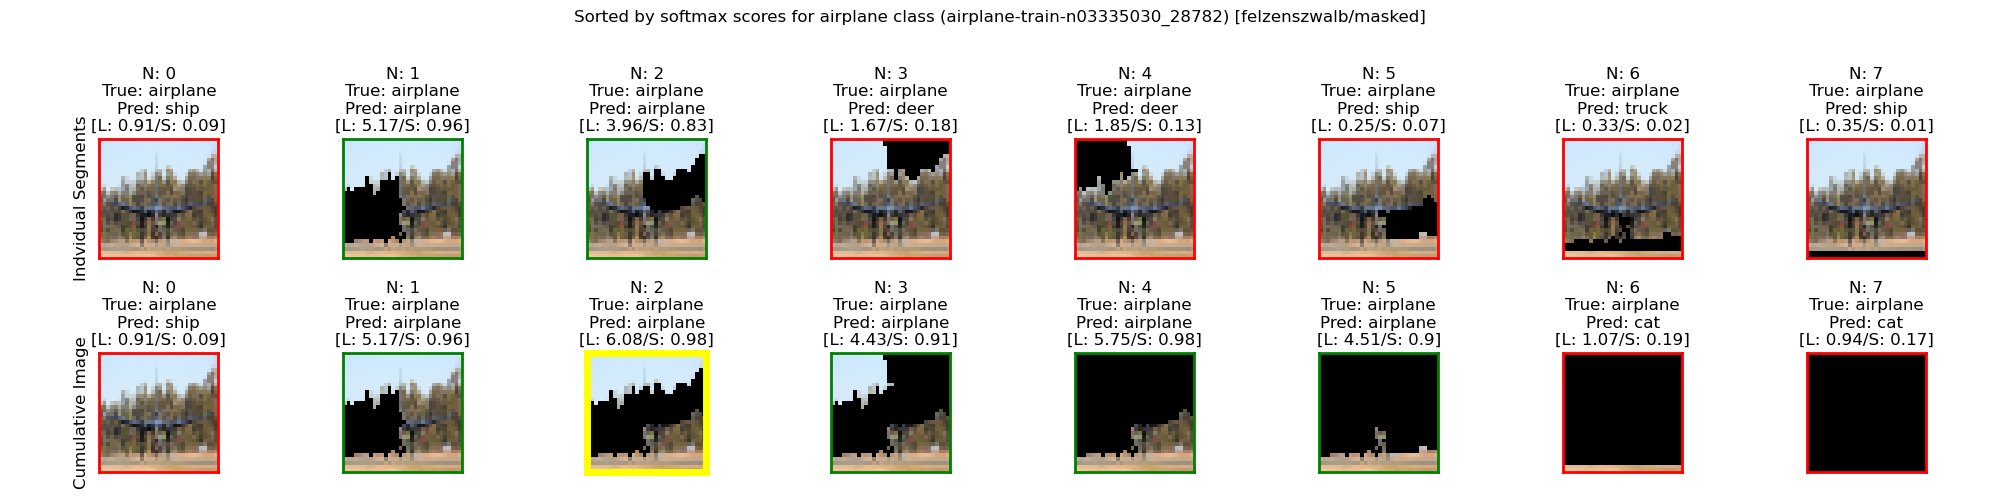 Sorted by softmax scores for airplane class (airplane-train-n03335030_28782) [felzenszwalb/masked]
Individual Segments
N: 0
True: airplane
Pred: ship
[L: 0.91/S: 0.09]
N: 1
True: airplane
Pred: airplane
[L: 5.17/S: 0.96]
N: 2
True: airplane
Pred: airplane
[L: 3.96/S: 0.83]
N: 3
True: airplane
Pred: deer
[L: 1.67/S: 0.18]
N: 4
True: airplane
Pred: deer
[L: 1.85/S: 0.13]
N: 5
True: airplane
Pred: ship
[L: 0.25/S: 0.07]
N: 6
True: airplane
Pred: truck
[L: 0.33/S: 0.02]
N: 7
True: airplane
Pred: ship
[L: 0.35/S: 0.01]
Cumulative Image
N: 0
True: airplane
Pred: ship
[L: 0.91/S: 0.09]
N: 1
True: airplane
Pred: airplane
[L: 5.17/S: 0.96]
N: 2
True: airplane
Pred: airplane
[L: 6.08/S: 0.98]
N: 3
True: airplane
Pred: airplane
[L: 4.43/S: 0.91]
N: 4
True: airplane
Pred: airplane
[L: 5.75/S: 0.98]
N: 5
True: airplane
Pred: airplane
[L: 4.51/S: 0.9]
N: 6
True: airplane
Pred: cat
[L: 1.07/S: 0.19]
N: 7
True: airplane
Pred: cat
[L: 0.94/S: 0.17]